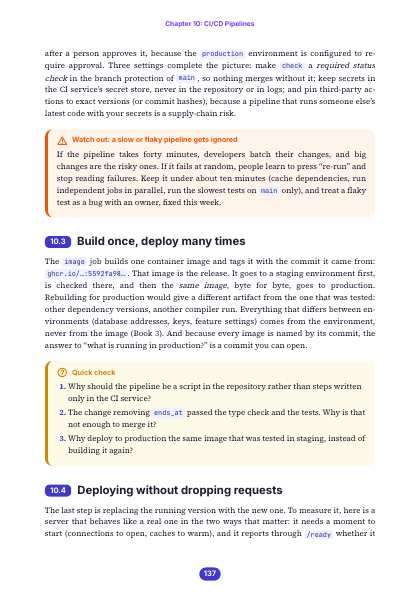 Chapter 10: CI/CD Pipelines
after a person approves it, because the production environment is configured to re-
quire approval. Three settings complete the picture: make check a required status
check in the branch protection of main, so nothing merges without it; keep secrets in
the CI service's secret store, never in the repository or in logs; and pin third-party ac-
tions to exact versions (or commit hashes), because a pipeline that runs someone else's
latest code with your secrets is a supply-chain risk.
Watch out: a slow or flaky pipeline gets ignored
If the pipeline takes forty minutes, developers batch their changes, and big
changes are the risky ones. If it fails at random, people learn to press “re-run” and
stop reading failures. Keep it under about ten minutes (cache dependencies, run
independent jobs in parallel, run the slowest tests on main only), and treat a flaky
test as a bug with an owner, fixed this week.
10.3 Build once, deploy many times
The image job builds one container image and tags it with the commit it came from:
ghcr.io/…:5592fa98…. That image is the release. It goes to a staging environment first,
is checked there, and then the same image, byte for byte, goes to production.
Rebuilding for production would give a different artifact from the one that was tested:
other dependency versions, another compiler run. Everything that differs between en-
vironments (database addresses, keys, feature settings) comes from the environment,
never from the image (Book 3). And because every image is named by its commit, the
answer to “what is running in production?” is a commit you can open.
Quick check
1. Why should the pipeline be a script in the repository rather than steps written
only in the CI service?
2. The change removing ends_at passed the type check and the tests. Why is that
not enough to merge it?
3. Why deploy to production the same image that was tested in staging, instead of
building it again?
10.4 Deploying without dropping requests
The last step is replacing the running version with the new one. To measure it, here is a
server that behaves like a real one in the two ways that matter: it needs a moment to
start (connections to open, caches to warm), and it reports through /ready whether it
137